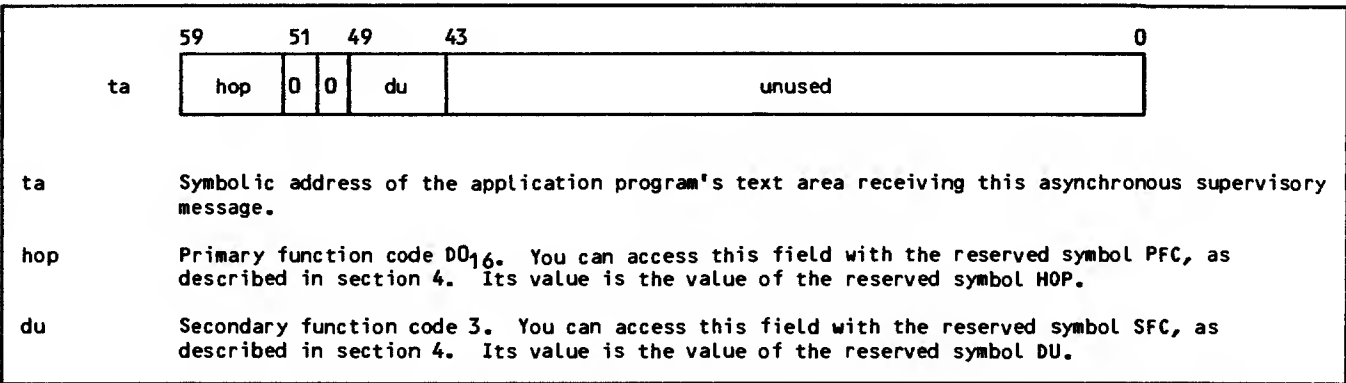 59 51 49 43 0
ta hop 0 0 du unused
ta Symbolic address of the application program's text area receiving this asynchronous supervisory
message.
hop Primary function code D0₁₆. You can access this field with the reserved symbol PFC, as
described in section 4. Its value is the value of the reserved symbol HOP.
du Secondary function code 3. You can access this field with the reserved symbol SFC, as
described in section 4. Its value is the value of the reserved symbol DU.